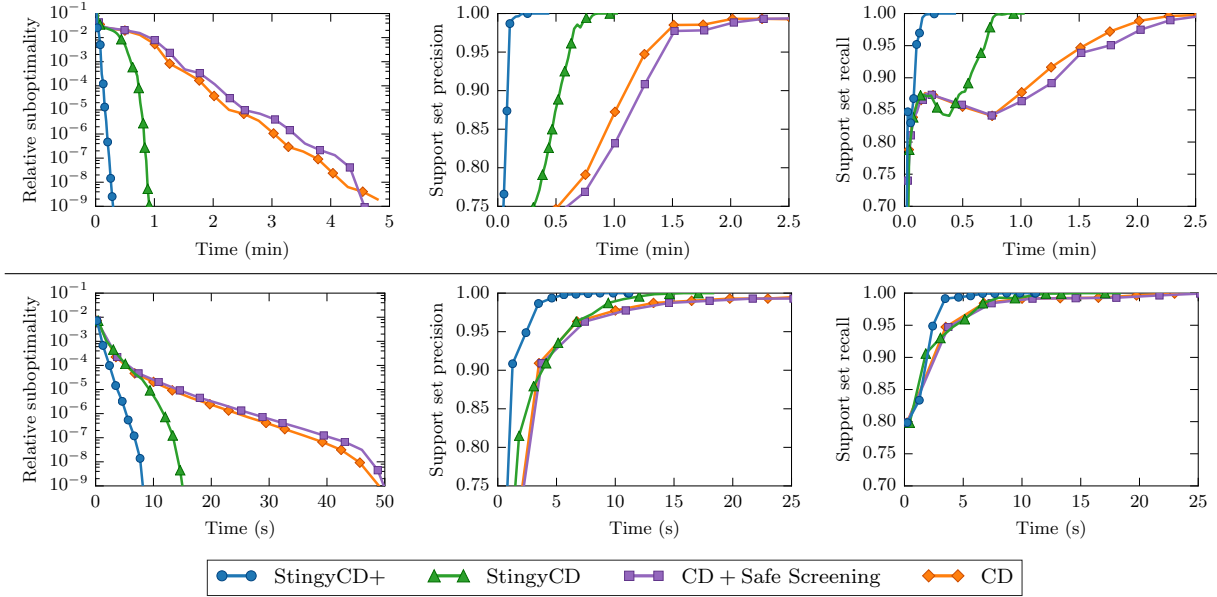 Relative suboptimality
10⁻¹
10⁻²
10⁻³
10⁻⁴
10⁻⁵
10⁻⁶
10⁻⁷
10⁻⁸
10⁻⁹
0 1 2 3 4 5
Time (min)
Support set precision
1.00
0.95
0.90
0.85
0.80
0.75
0.0 0.5 1.0 1.5 2.0 2.5
Time (min)
Support set recall
1.00
0.95
0.90
0.85
0.80
0.75
0.70
0.0 0.5 1.0 1.5 2.0 2.5
Time (min)
Relative suboptimality
10⁻¹
10⁻²
10⁻³
10⁻⁴
10⁻⁵
10⁻⁶
10⁻⁷
10⁻⁸
10⁻⁹
0 10 20 30 40 50
Time (s)
Support set precision
1.00
0.95
0.90
0.85
0.80
0.75
0 5 10 15 20 25
Time (s)
Support set recall
1.00
0.95
0.90
0.85
0.80
0.75
0.70
0 5 10 15 20 25
Time (s)
StingyCD+ StingyCD CD + Safe Screening CD